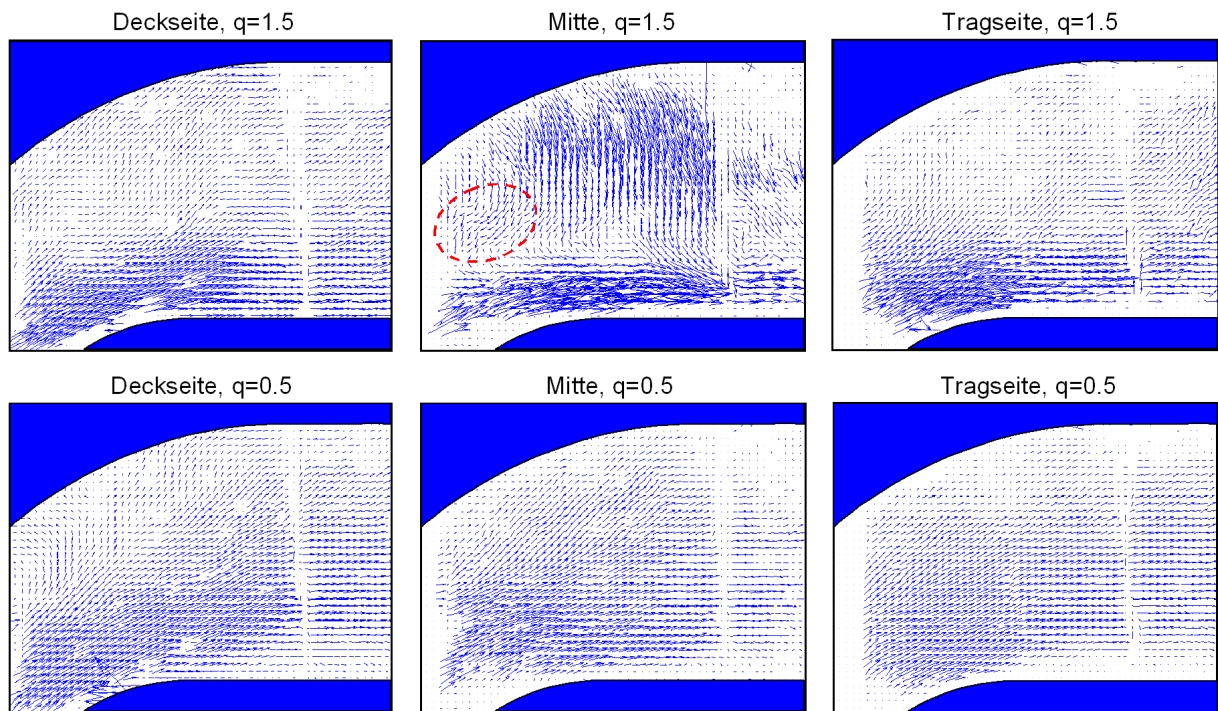 Deckseite, q=1.5
Mitte, q=1.5
Tragseite, q=1.5
Deckseite, q=0.5
Mitte, q=0.5
Tragseite, q=0.5